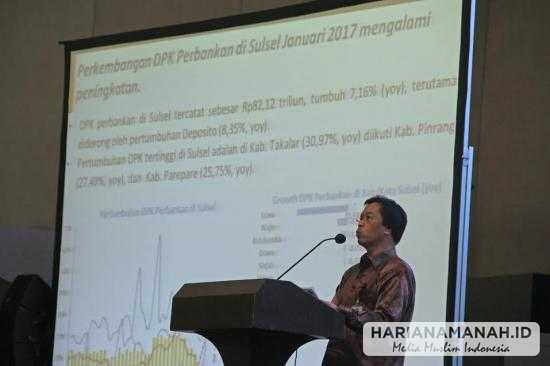 Perkembangan DPK Perbankan di Sulsel Januari 2017 mengalami
peningkatan.
DPK perbankan di Sulsel tercatat sebesar Rp82,12 triliun, tumbuh 7,16% (yoy), terutama
didorong oleh pertumbuhan Deposito (8,35%, yoy).
Pertumbuhan DPK tertinggi di Sulsel adalah di Kab. Takalar (30,97%, yoy) diikuti Kab. Pinrang
(27,49%, yoy), dan Kab. Parepare (25,75%, yoy).
Pertumbuhan DPK Perbankan di Sulsel
Growth DPK Perbankan di Kab/Kota Sulsel (yoy)
HARIANAMANAH.ID
Media Muslim Indonesia